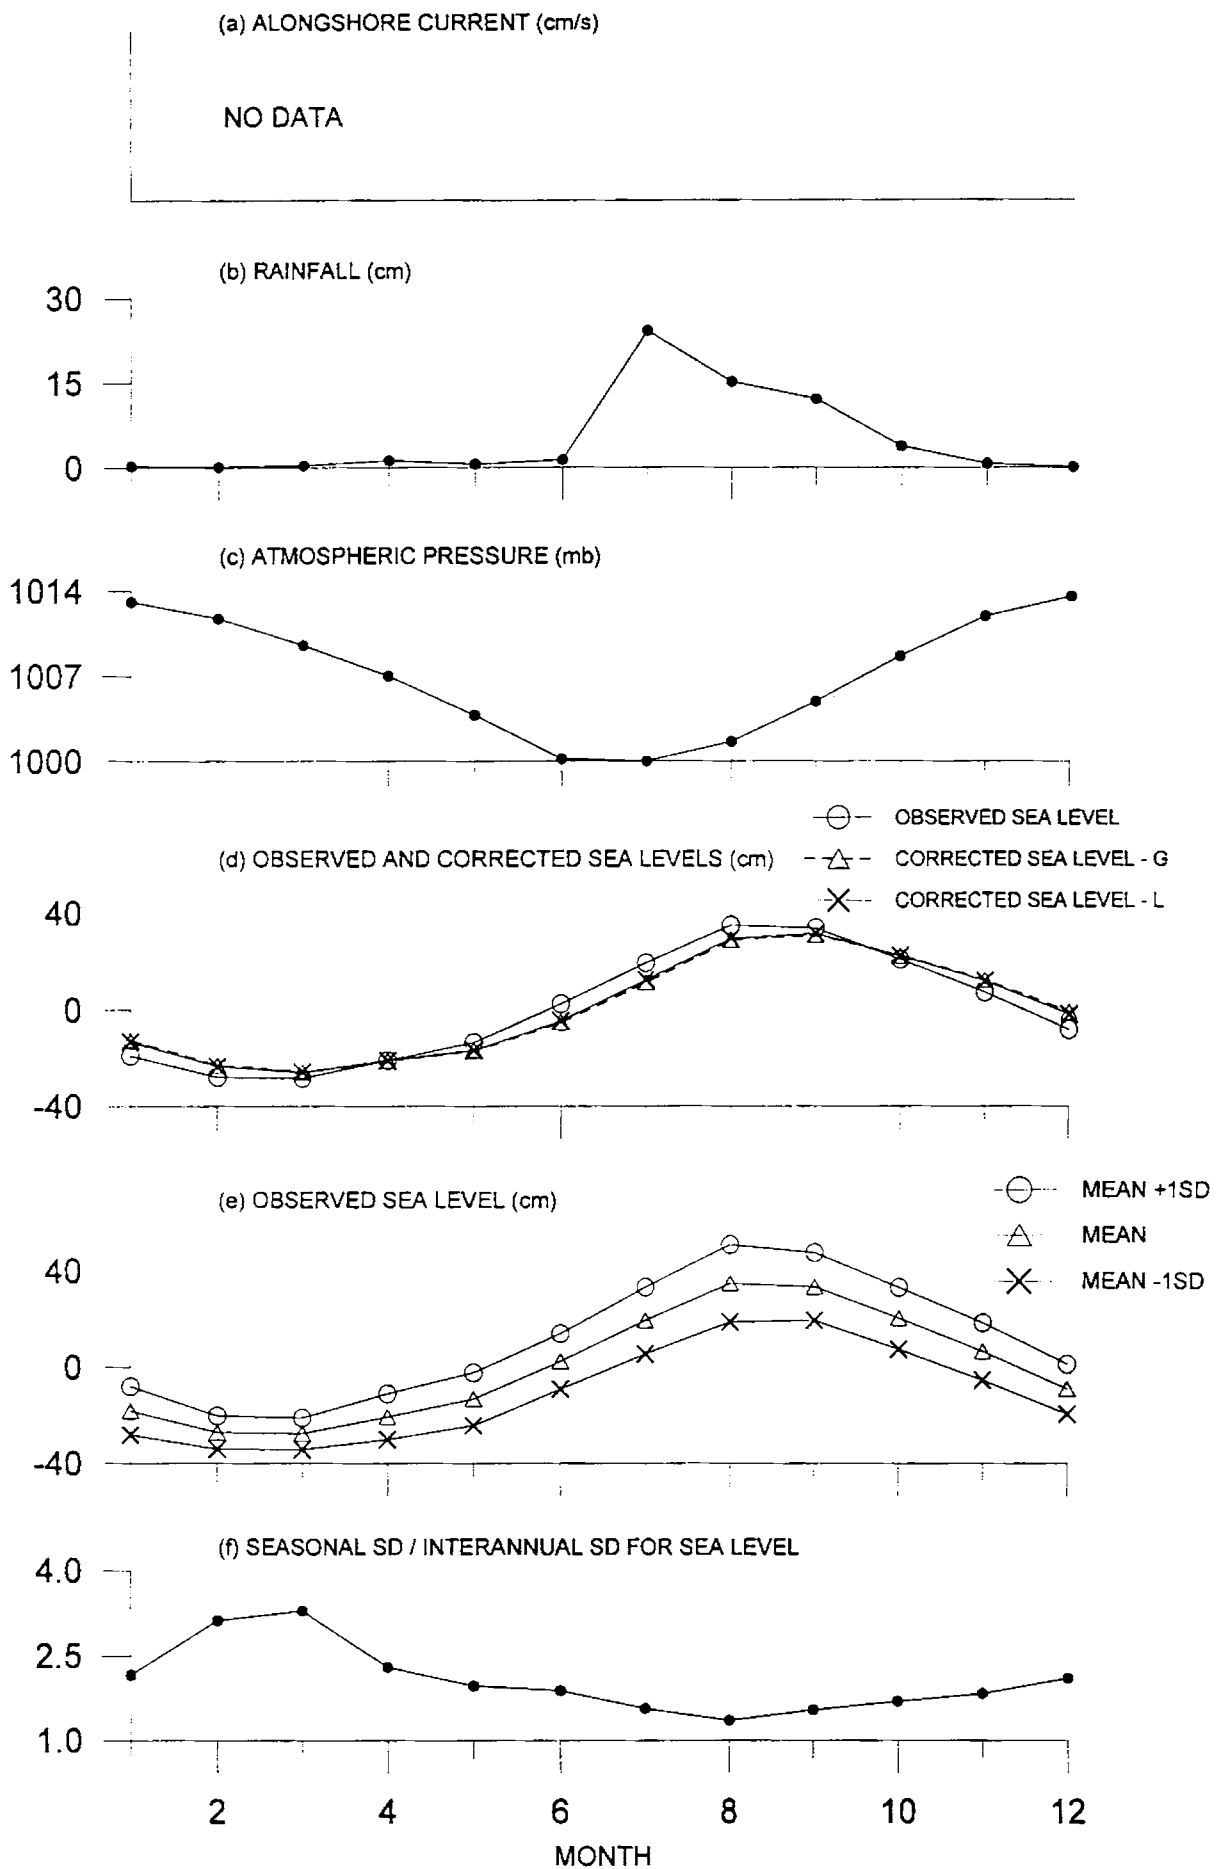 (a) ALONGSHORE CURRENT (cm/s)
NO DATA
(b) RAINFALL (cm)
30
15
0
(c) ATMOSPHERIC PRESSURE (mb)
1014
1007
1000
OBSERVED SEA LEVEL
(d) OBSERVED AND CORRECTED SEA LEVELS (cm)
CORRECTED SEA LEVEL - G
CORRECTED SEA LEVEL - L
40
0
-40
(e) OBSERVED SEA LEVEL (cm)
MEAN +1SD
MEAN
MEAN -1SD
40
0
-40
(f) SEASONAL SD / INTERANNUAL SD FOR SEA LEVEL
4.0
2.5
1.0
2 4 6 8 10 12
MONTH